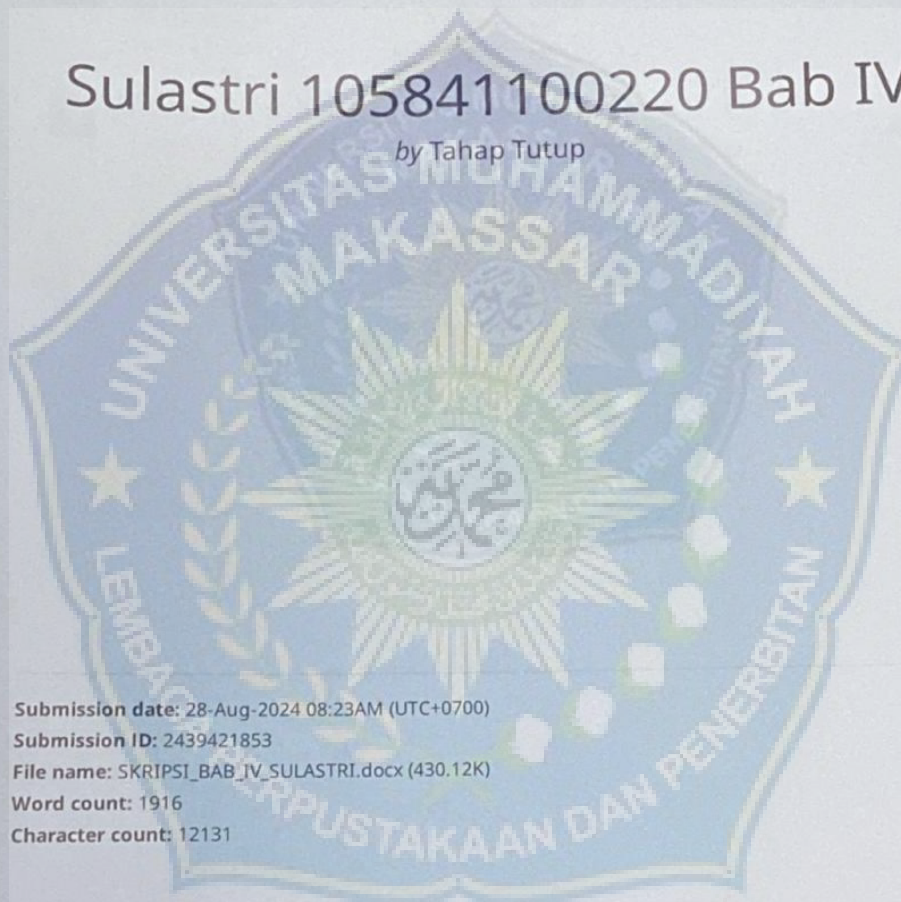 Sulastri 105841100220 Bab IV
by Tahap Tutup
UNIVERSITAS MUHAMMADIYAH
MAKASSAR
محمد
LEMBAGA PERPUSTAKAAN DAN PENERBITAN
Submission date: 28-Aug-2024 08:23AM (UTC+0700)
Submission ID: 2439421853
File name: SKRIPSI_BAB_IV_SULASTRI.docx (430.12K)
Word count: 1916
Character count: 12131